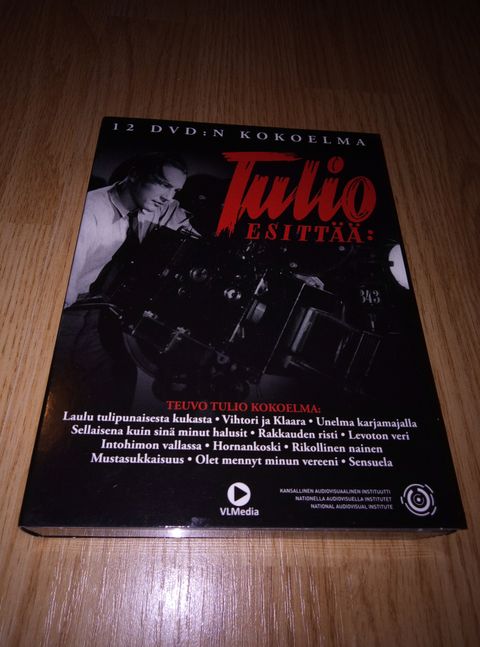 12 DVD:N KOKOELMA
Tulio
ESITTÄÄ:
343
TEUVO TULIO KOKOELMA:
Laulu tulipunaisesta kukasta • Vihtori ja Klaara • Unelma karjamajalla
Sellaisena kuin sinä minut halusit • Rakkauden risti • Levoton veri
Intohimon vallassa • Hornankoski • Rikollinen nainen
Mustasukkaisuus • Olet mennyt minun vereeni • Sensuela
VLMedia
KANSALLINEN AUDIOVISUAALINEN INSTITUUTTI
NATIONELLA AUDIOVISUELLA INSTITUTET
NATIONAL AUDIOVISUAL INSTITUTE